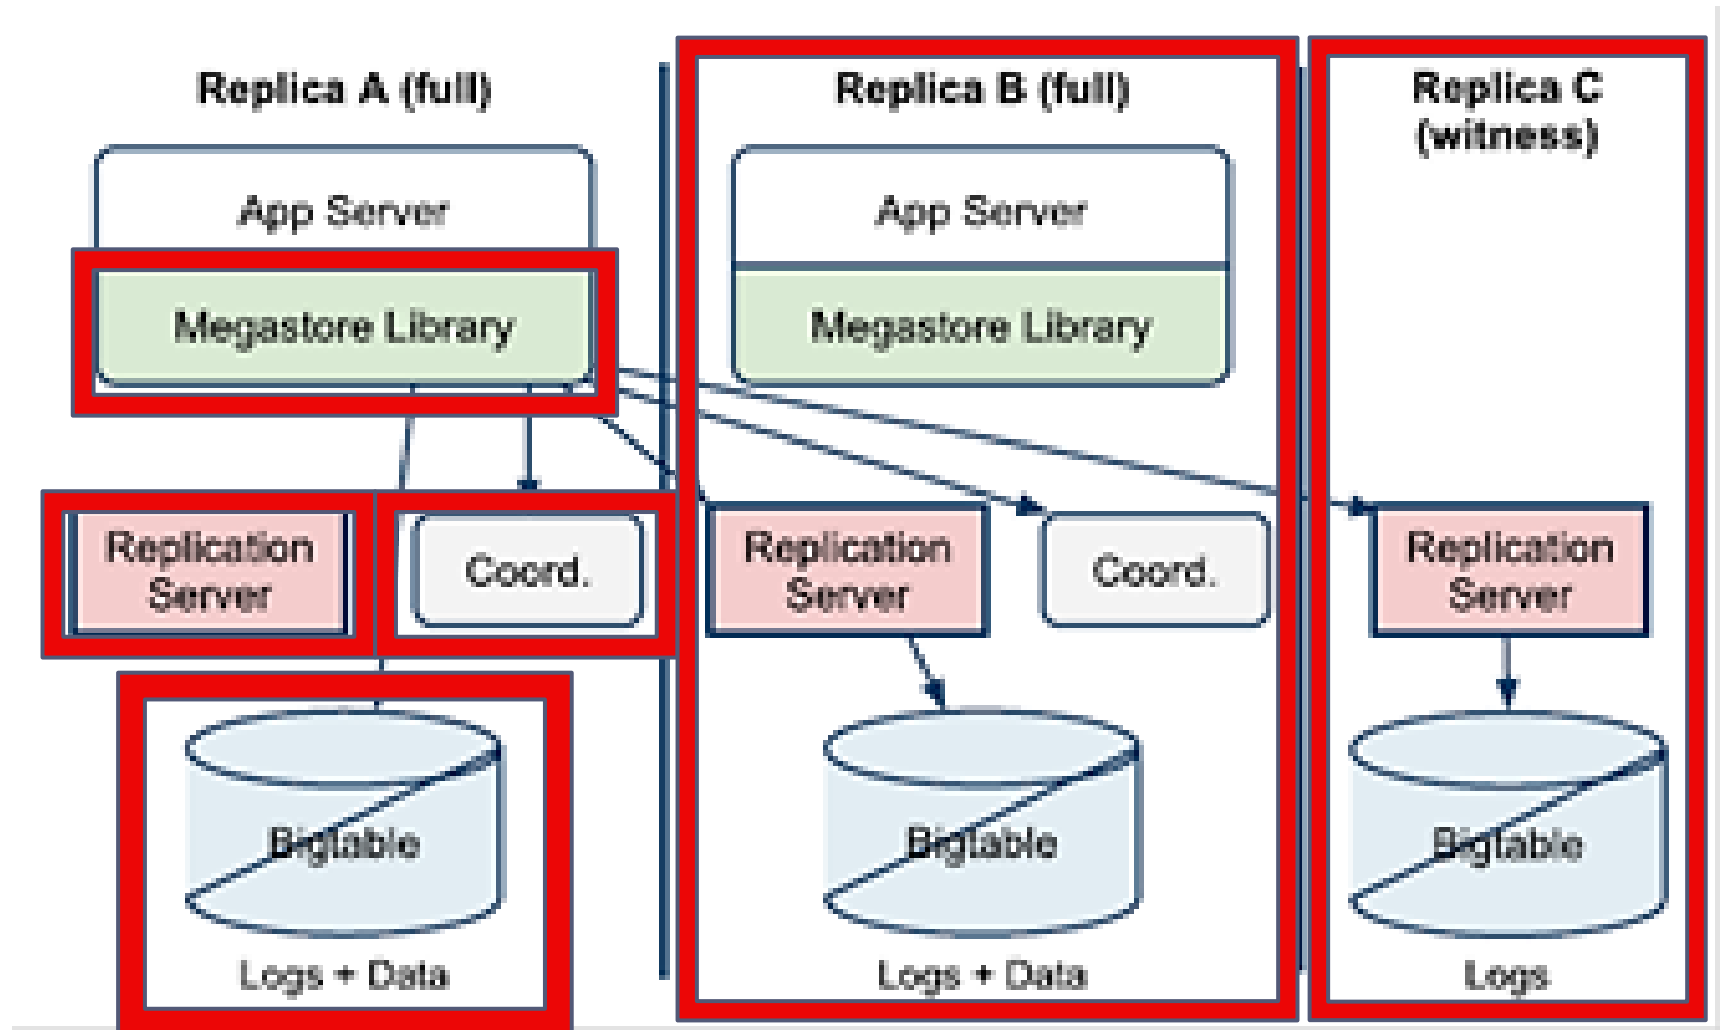 Replica A (full)
App Server
Megastore Library
Replication
Server
Coord.
Bigtable
Logs + Data
Replica B (full)
App Server
Megastore Library
Replication
Server
Coord.
Bigtable
Logs + Data
Replica C
(witness)
Replication
Server
Bigtable
Logs